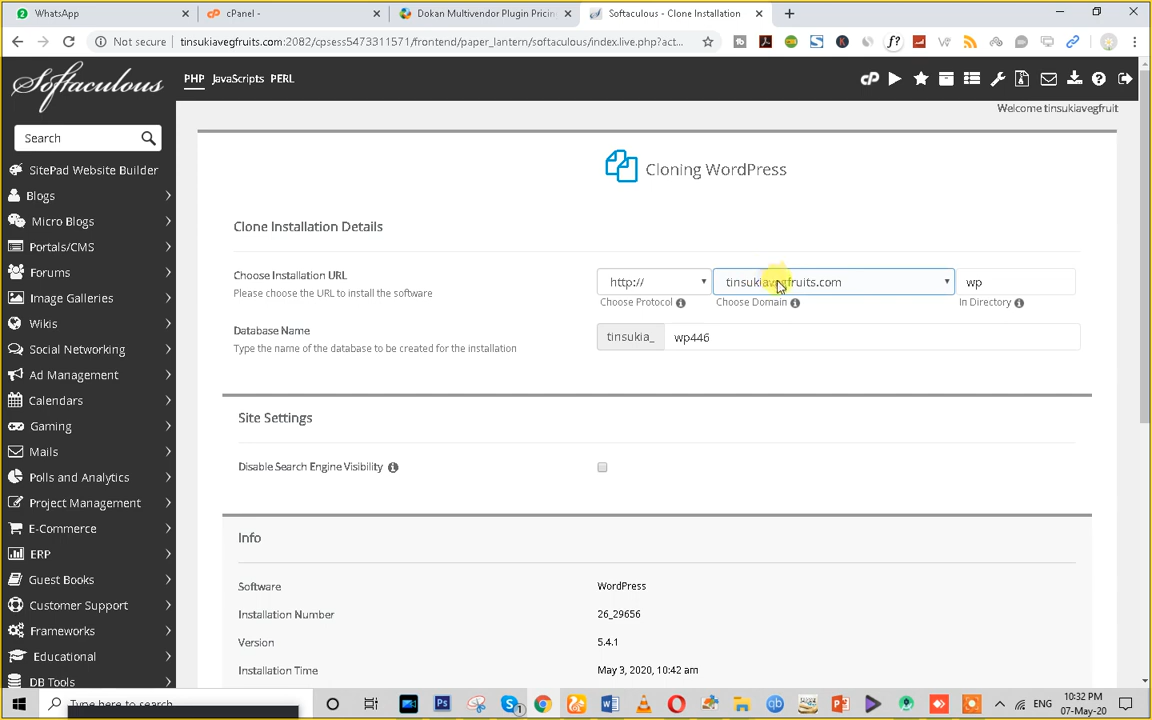 WhatsApp
cPanel -
Dokan Multivendor Plugin Pricin
Softaculous - Clone Installation
Not secure
tinsukiavegfruits.com:2082/cpsess5473311571/frontend/paper_lantern/softaculous/index.live.php?act...
Softaculous
PHP JavaScripts PERL
Welcome tinsukiavegfruit
Search
SitePad Website Builder
Blogs
Micro Blogs
Portals/CMS
Forums
Image Galleries
Wikis
Social Networking
Ad Management
Calendars
Gaming
Mails
Polls and Analytics
Project Management
E-Commerce
ERP
Guest Books
Customer Support
Frameworks
Educational
DB Tools
Cloning WordPress
Clone Installation Details
Choose Installation URL
Please choose the URL to install the software
http://
tinsukiavegfruits.com
wp
Choose Protocol
Choose Domain
In Directory
Database Name
Type the name of the database to be created for the installation
tinsukia_
wp446
Site Settings
Disable Search Engine Visibility
Info
Software
WordPress
Installation Number
26_29656
Version
5.4.1
Installation Time
May 3, 2020, 10:42 am
ENG
10:32 PM
07-May-20